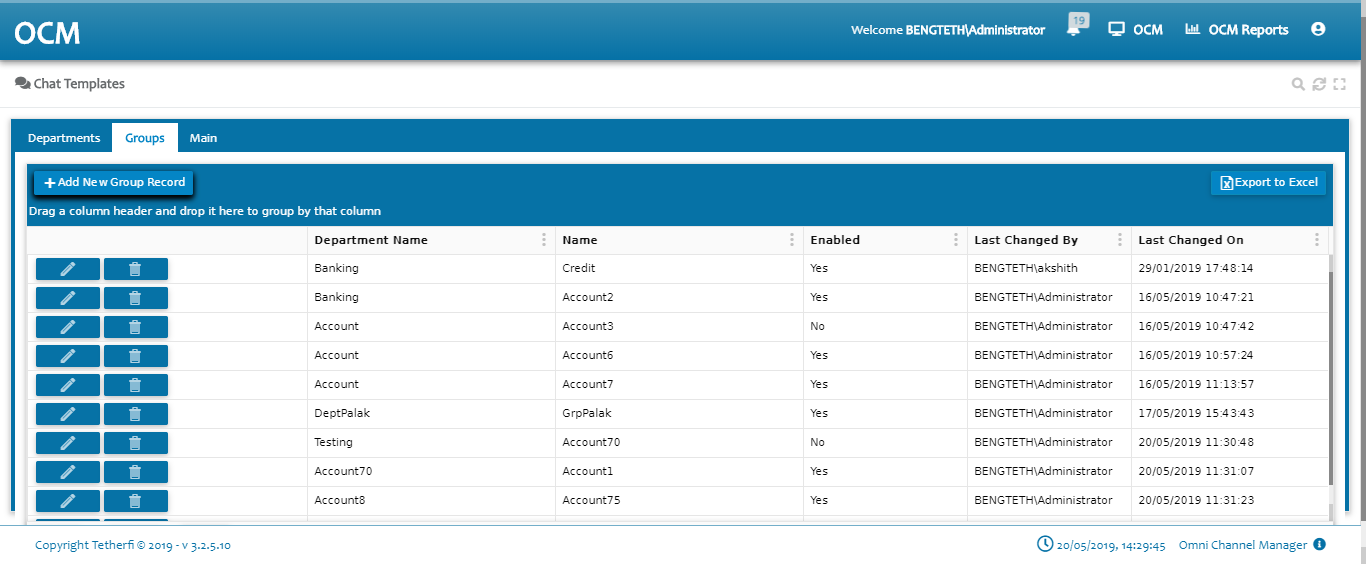 OCM
Welcome BENGTETH\Administrator 19 OCM OCM Reports
Chat Templates
Departments Groups Main
Add New Group Record Export to Excel
Drag a column header and drop it here to group by that column
Department Name Name Enabled Last Changed By Last Changed On
Banking Credit Yes BENGTETH\akshith 29/01/2019 17:48:14
Banking Account2 Yes BENGTETH\Administrator 16/05/2019 10:47:21
Account Account3 No BENGTETH\Administrator 16/05/2019 10:47:42
Account Account6 Yes BENGTETH\Administrator 16/05/2019 10:57:24
Account Account7 Yes BENGTETH\Administrator 16/05/2019 11:13:57
DeptPalak GrpPalak Yes BENGTETH\Administrator 17/05/2019 15:43:43
Testing Account70 No BENGTETH\Administrator 20/05/2019 11:30:48
Account70 Account1 Yes BENGTETH\Administrator 20/05/2019 11:31:07
Account8 Account75 Yes BENGTETH\Administrator 20/05/2019 11:31:23
Copyright Tetherfi © 2019 - v 3.2.5.10 20/05/2019, 14:29:45 Omni Channel Manager